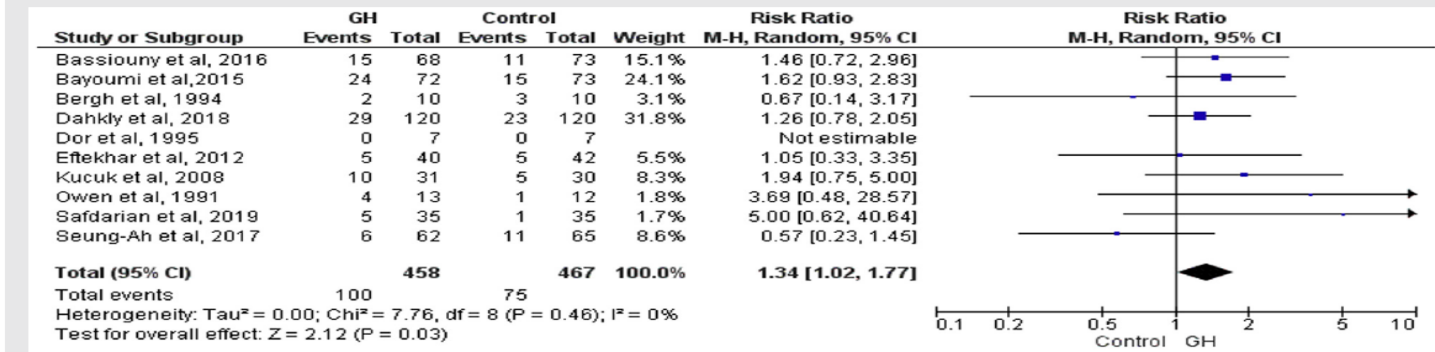 GH Control Risk Ratio Risk Ratio
Study or Subgroup Events Total Events Total Weight M-H, Random, 95% CI M-H, Random, 95% CI
Bassiouny et al, 2016 15 68 11 73 15.1% 1.46 [0.72, 2.96]
Bayoumi et al,2015 24 72 15 73 24.1% 1.62 [0.93, 2.83]
Bergh et al, 1994 2 10 3 10 3.1% 0.67 [0.14, 3.17]
Dahkly et al, 2018 29 120 23 120 31.8% 1.26 [0.78, 2.05]
Dor et al, 1995 0 7 0 7 Not estimable
Eftekhar et al, 2012 5 40 5 42 5.5% 1.05 [0.33, 3.35]
Kucuk et al, 2008 10 31 5 30 8.3% 1.94 [0.75, 5.00]
Owen et al, 1991 4 13 1 12 1.8% 3.69 [0.48, 28.57]
Safdarian et al, 2019 5 35 1 35 1.7% 5.00 [0.62, 40.64]
Seung-Ah et al, 2017 6 62 11 65 8.6% 0.57 [0.23, 1.45]
Total (95% CI) 458 467 100.0% 1.34 [1.02, 1.77]
Total events 100 75
Heterogeneity: Tau² = 0.00; Chi² = 7.76, df = 8 (P = 0.46); I² = 0%
Test for overall effect: Z = 2.12 (P = 0.03)
0.1 0.2 0.5 1 2 5 10
Control GH